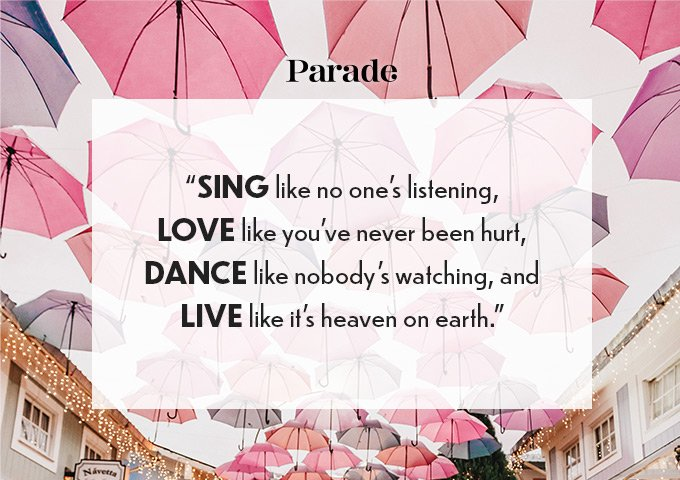 Parade
“SING like no one’s listening,
LOVE like you’ve never been hurt,
DANCE like nobody’s watching, and
LIVE like it’s heaven on earth.”
Návetta